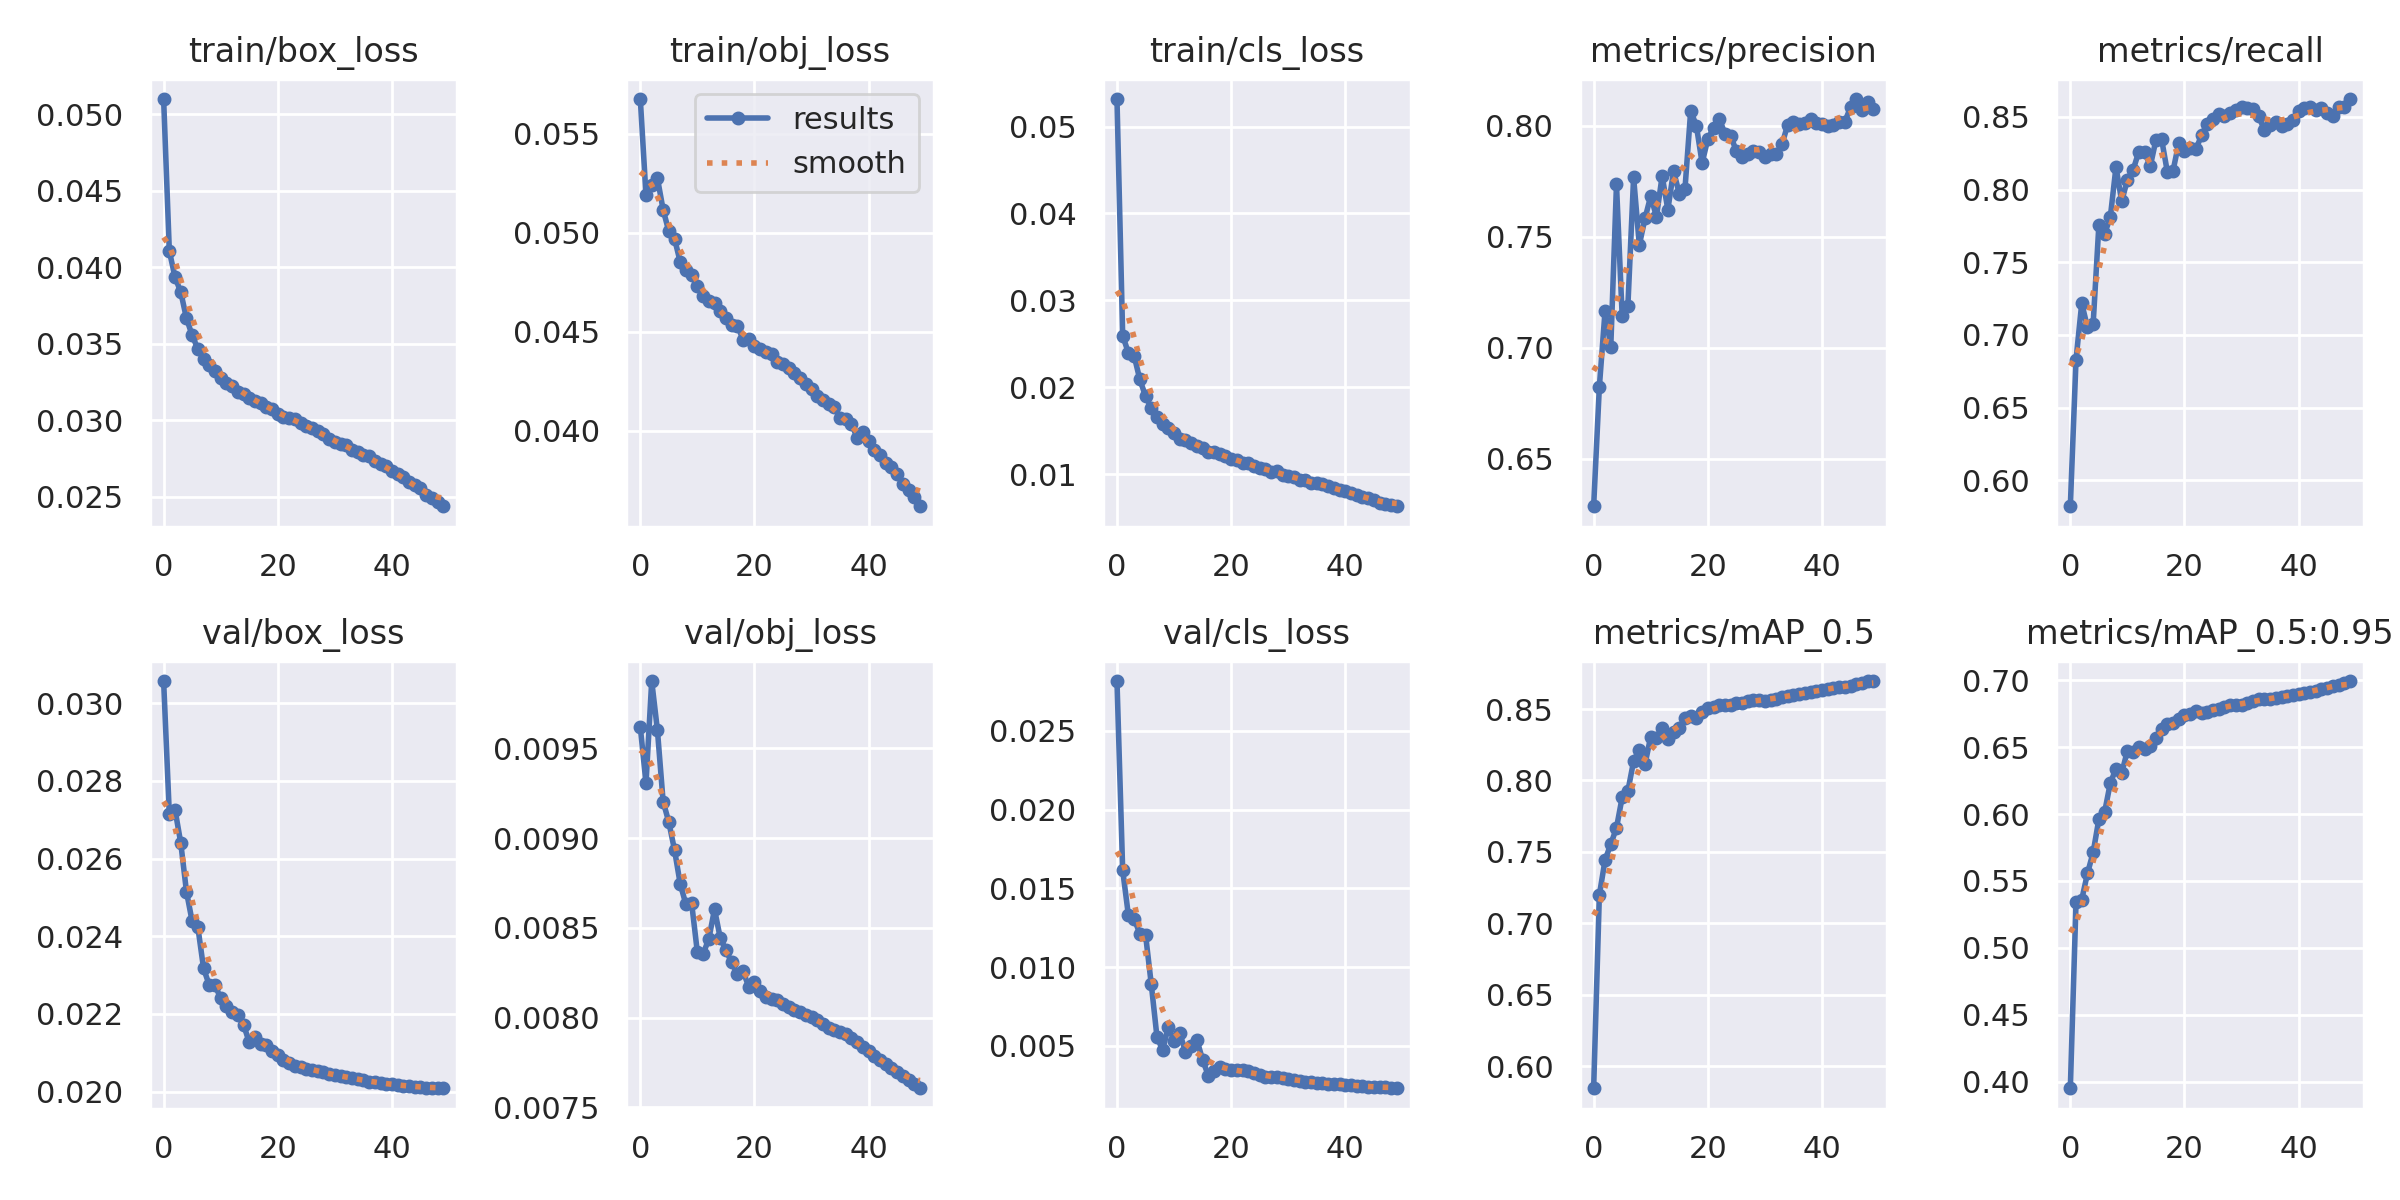 train/box_loss
0.050
0.045
0.040
0.035
0.030
0.025
0 20 40
train/obj_loss
results
smooth
0.055
0.050
0.045
0.040
0 20 40
train/cls_loss
0.05
0.04
0.03
0.02
0.01
0 20 40
metrics/precision
0.80
0.75
0.70
0.65
0 20 40
metrics/recall
0.85
0.80
0.75
0.70
0.65
0.60
0 20 40
val/box_loss
0.030
0.028
0.026
0.024
0.022
0.020
0 20 40
val/obj_loss
0.0095
0.0090
0.0085
0.0080
0.0075
0 20 40
val/cls_loss
0.025
0.020
0.015
0.010
0.005
0 20 40
metrics/mAP_0.5
0.85
0.80
0.75
0.70
0.65
0.60
0 20 40
metrics/mAP_0.5:0.95
0.70
0.65
0.60
0.55
0.50
0.45
0.40
0 20 40